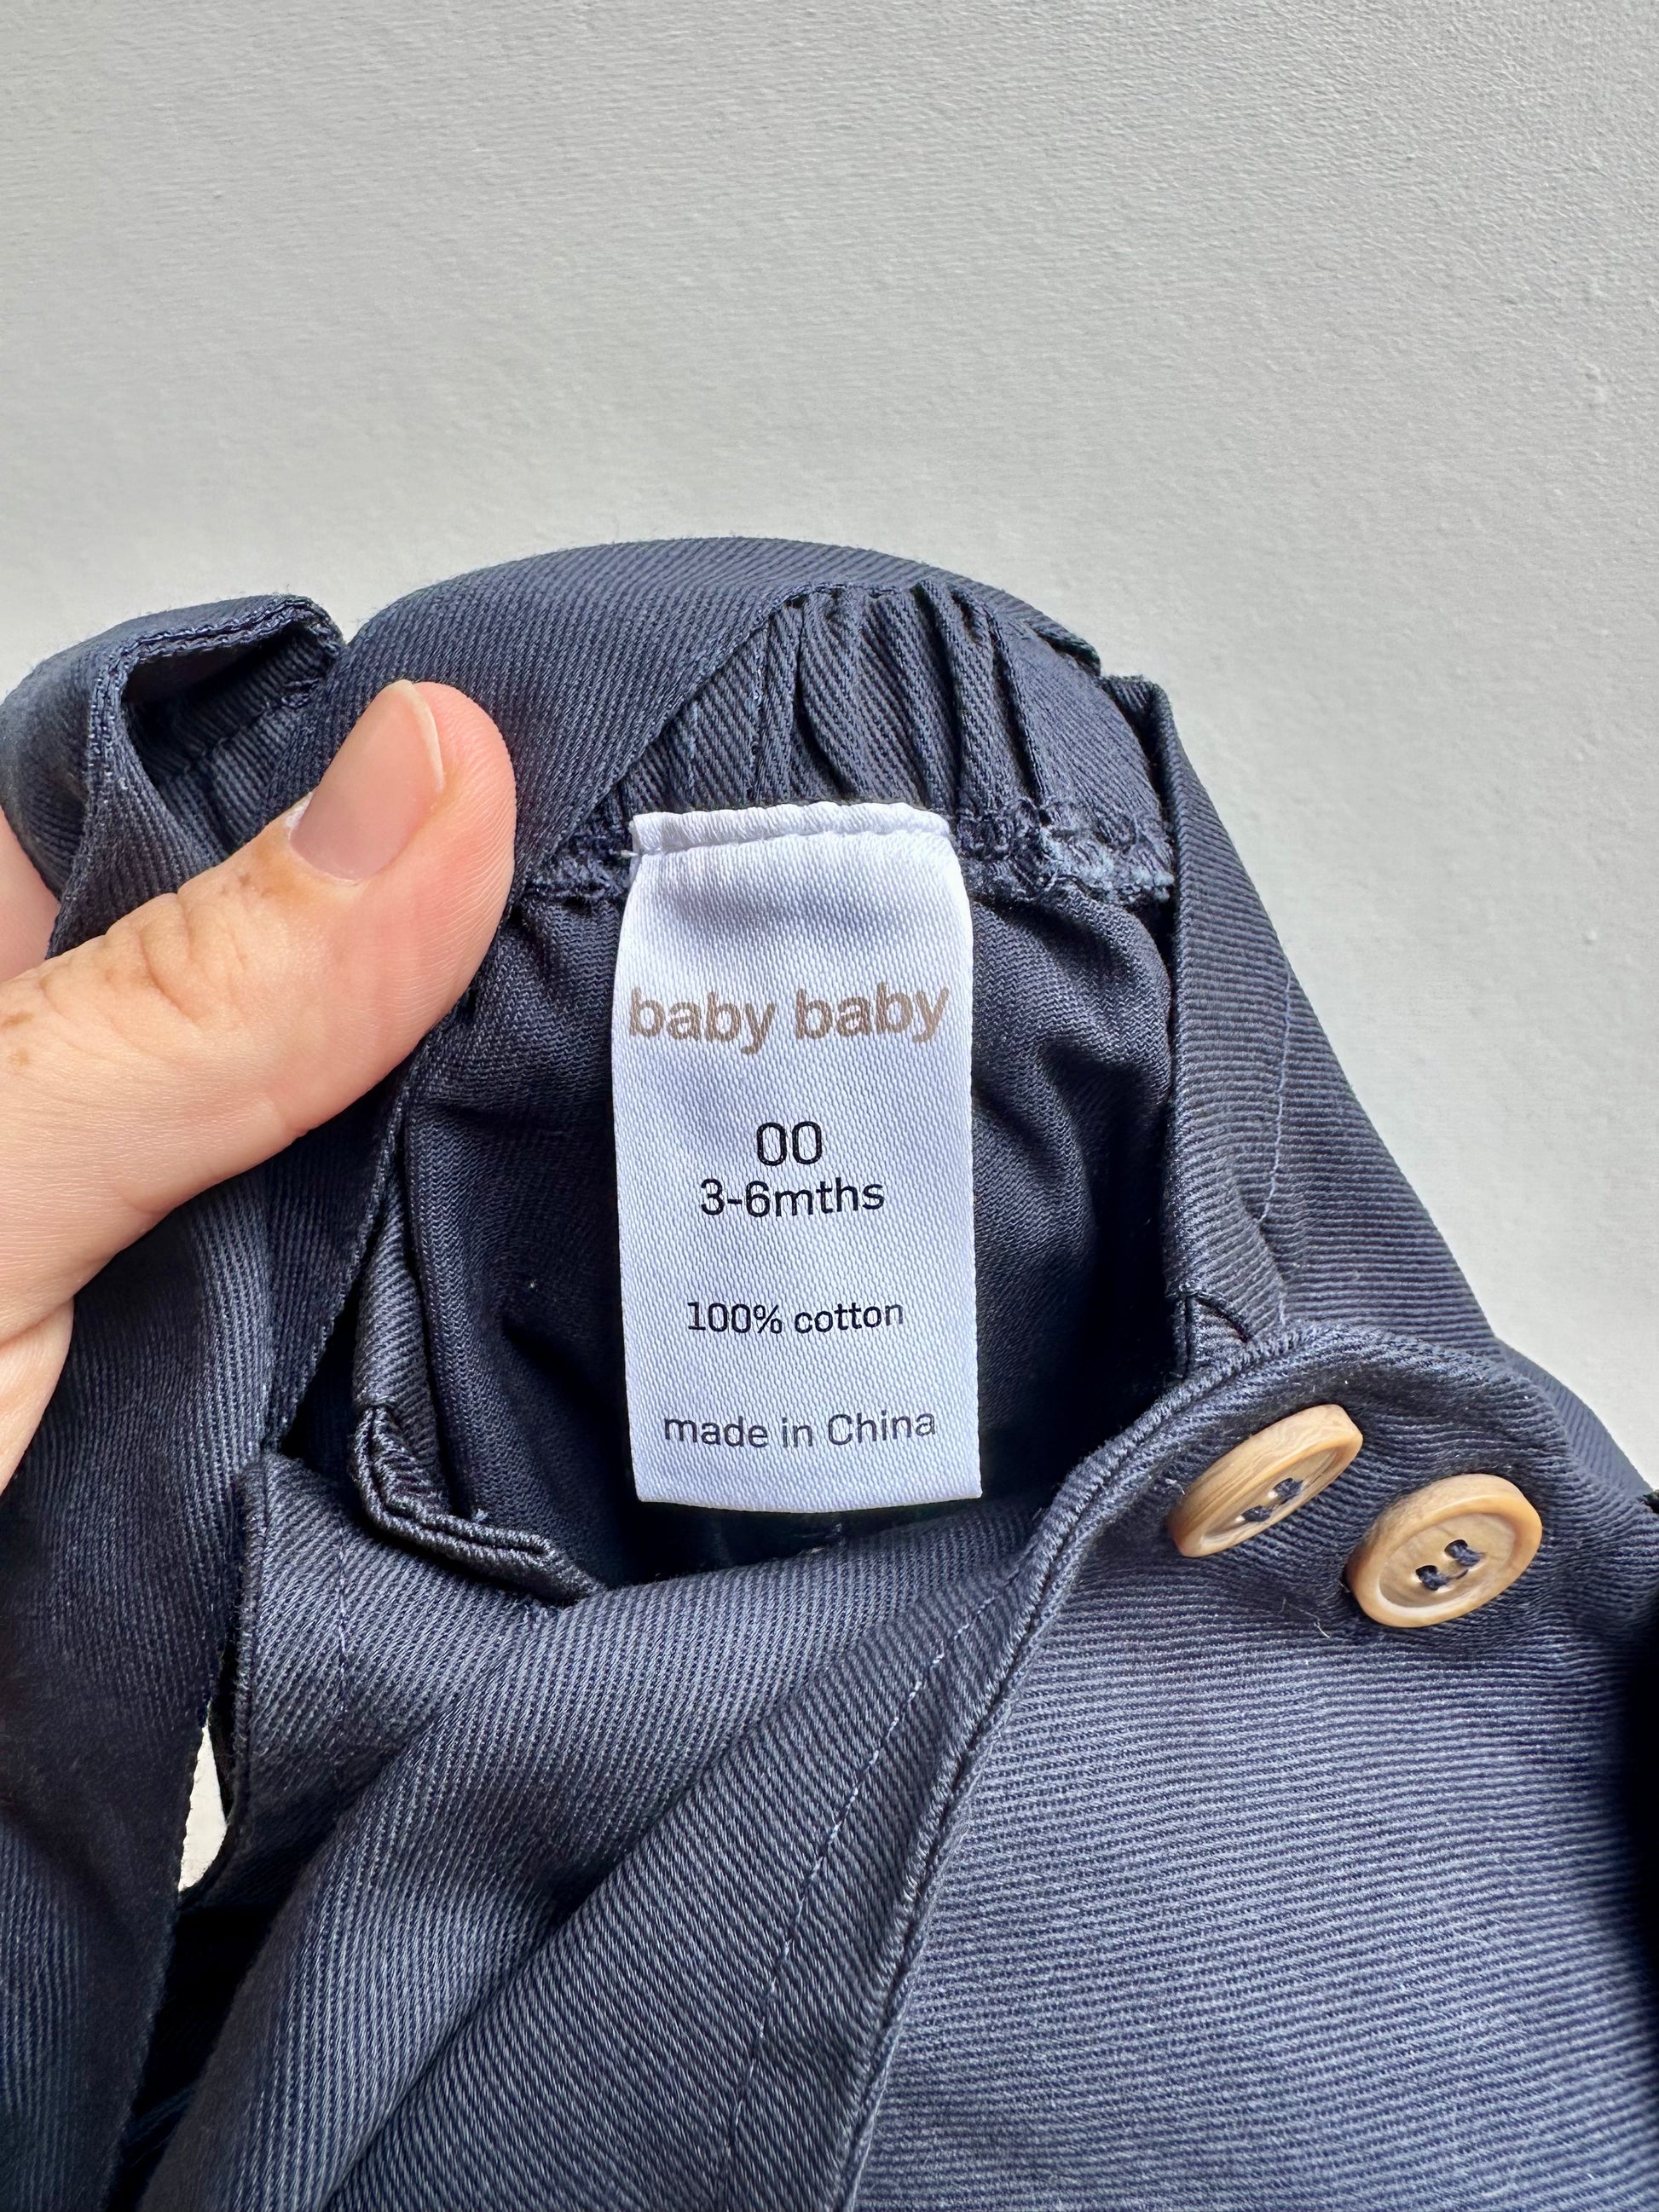 baby baby
00
3-6mths
100% cotton
made in China